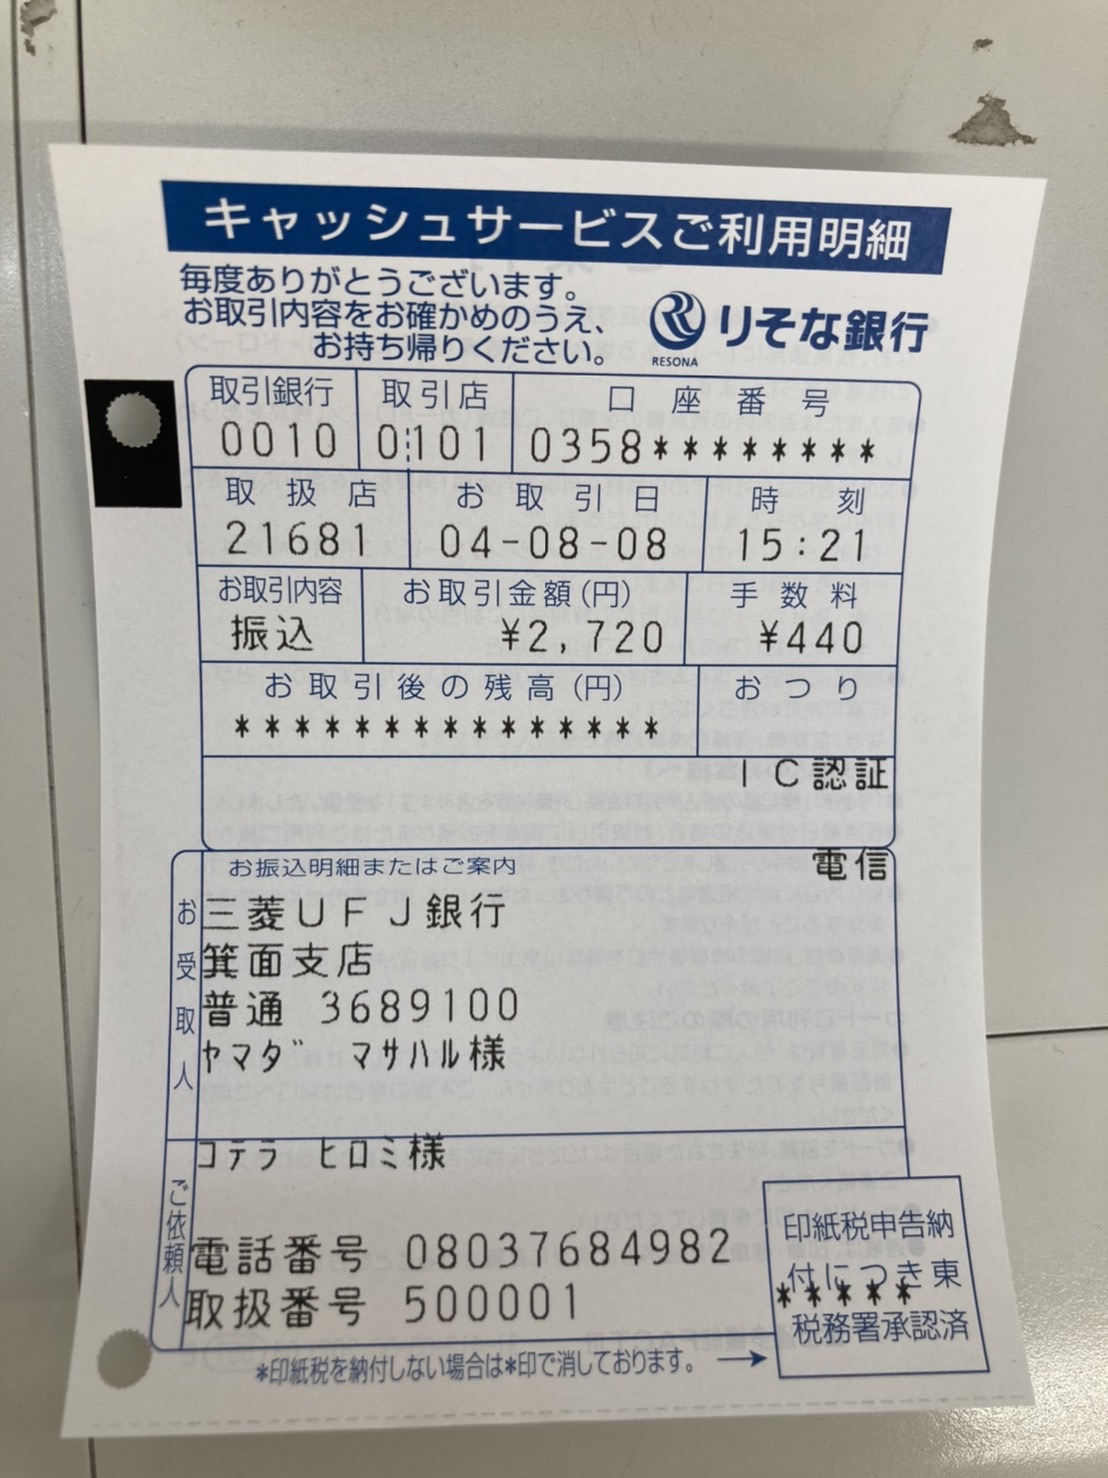 キャッシュサービスご利用明細
毎度ありがとうございます。
お取引内容をお確かめのうえ、
お持ち帰りください。
RESONA りそな銀行
取引銀行 取引店 口座番号
0010 0101 0358********
取扱店 お取引日 時刻
21681 04-08-08 15:21
お取引内容 お取引金額(円) 手数料
振込 ¥2,720 ¥440
お取引後の残高(円) おつり
***************
IC認証
お振込明細またはご案内 電信
お受取人
三菱UFJ銀行
箕面支店
普通 3689100
ヤマダ マサハル様
ご依頼人
コテラ ヒロミ様
電話番号 08037684982
取扱番号 500001
印紙税申告納
付につき東
*****
税務署承認済
*印紙税を納付しない場合は*印で消しております。 →